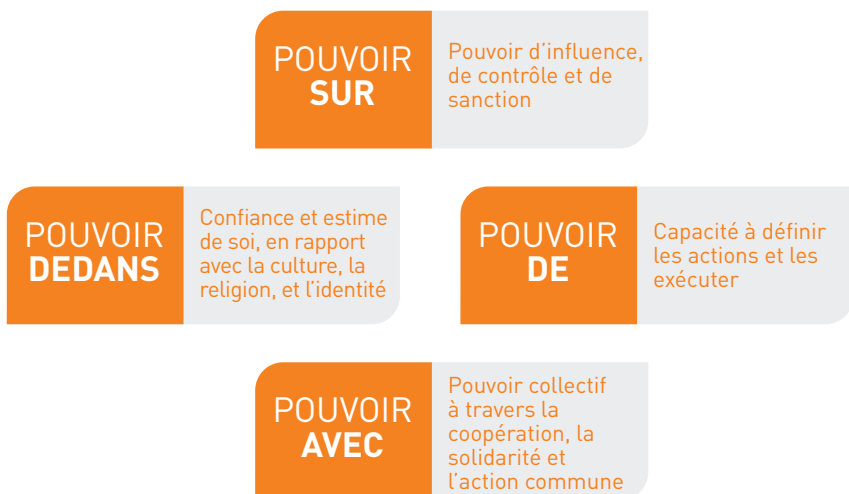 POUVOIR
SUR
Pouvoir d'influence,
de contrôle et de
sanction
POUVOIR
DEDANS
Confiance et estime
de soi, en rapport
avec la culture, la
religion, et l'identité
POUVOIR
DE
Capacité à définir
les actions et les
exécuter
POUVOIR
AVEC
Pouvoir collectif
à travers la
coopération, la
solidarité et
l'action commune